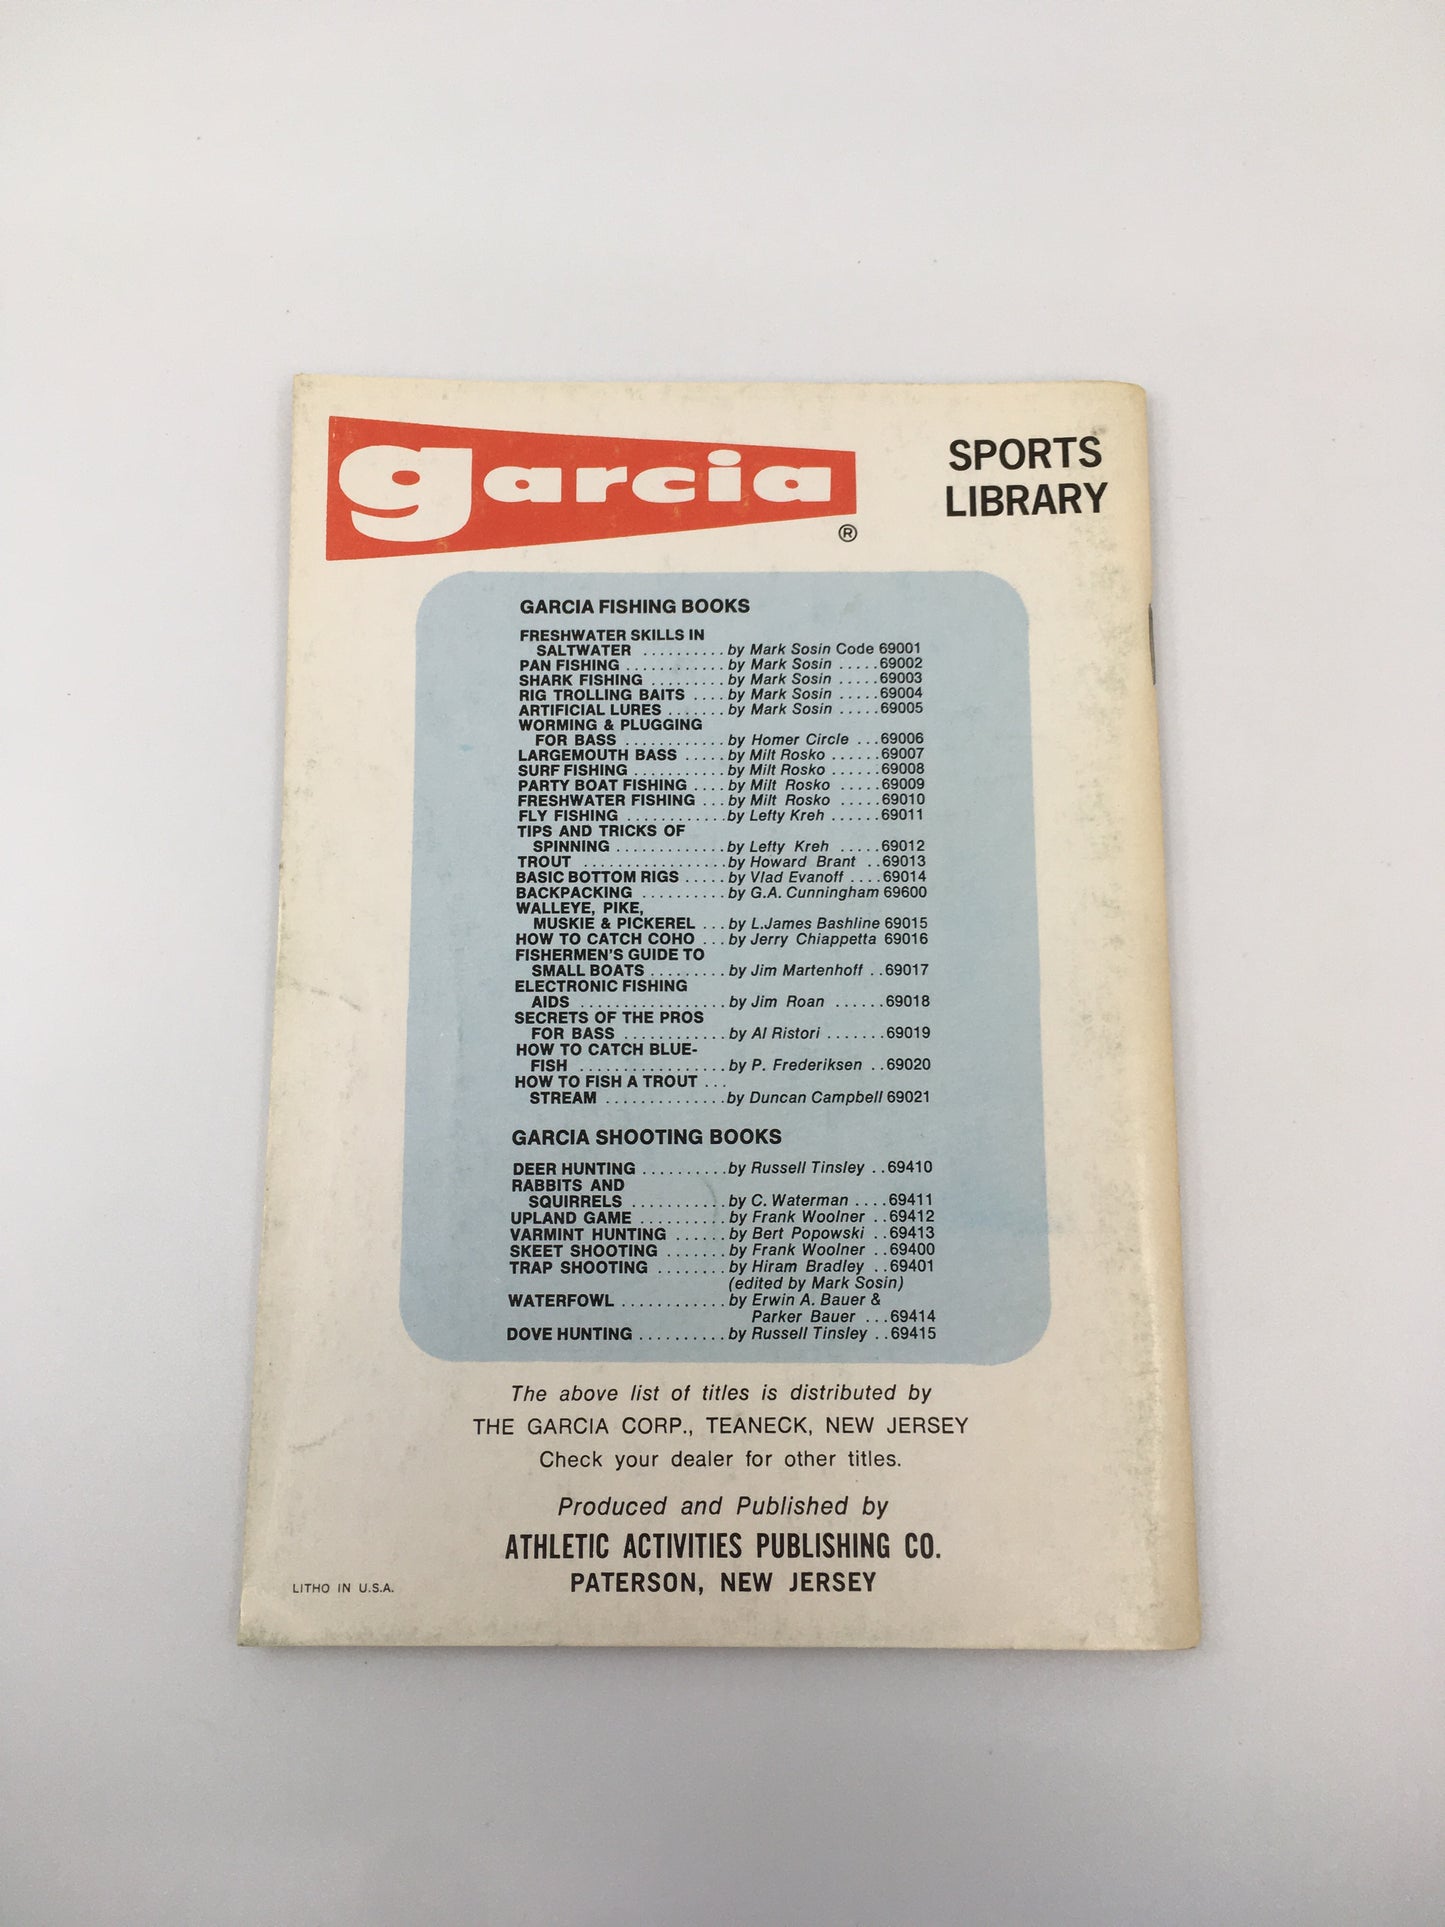 garcia
®
SPORTS
LIBRARY
GARCIA FISHING BOOKS
FRESHWATER SKILLS IN
SALTWATER .......... by Mark Sosin Code 69001
PAN FISHING ............ by Mark Sosin .....69002
SHARK FISHING ......... by Mark Sosin .....69003
RIG TROLLING BAITS .... by Mark Sosin .....69004
ARTIFICIAL LURES ....... by Mark Sosin .....69005
WORMING & PLUGGING
FOR BASS ............ by Homer Circle ...69006
LARGEMOUTH BASS ..... by Milt Rosko ......69007
SURF FISHING ........... by Milt Rosko ......69008
PARTY BOAT FISHING .... by Milt Rosko .....69009
FRESHWATER FISHING ... by Milt Rosko .....69010
FLY FISHING ............ by Lefty Kreh ......69011
TIPS AND TRICKS OF
SPINNING ............. by Lefty Kreh .....69012
TROUT ................. by Howard Brant ..69013
BASIC BOTTOM RIGS ..... by Vlad Evanoff ....69014
BACKPACKING .......... by G.A. Cunningham 69600
WALLEYE, PIKE,
MUSKIE & PICKEREL ... by L.James Bashline 69015
HOW TO CATCH COHO ... by Jerry Chiappetta 69016
FISHERMEN'S GUIDE TO
SMALL BOATS ......... by Jim Martenhoff ..69017
ELECTRONIC FISHING
AIDS ................. by Jim Roan ......69018
SECRETS OF THE PROS
FOR BASS ............ by Al Ristori .......69019
HOW TO CATCH BLUE-
FISH ................. by P. Frederiksen ..69020
HOW TO FISH A TROUT ...
STREAM .............. by Duncan Campbell 69021
GARCIA SHOOTING BOOKS
DEER HUNTING .......... by Russell Tinsley ..69410
RABBITS AND
SQUIRRELS ........... by C. Waterman ....69411
UPLAND GAME .......... by Frank Woolner ..69412
VARMINT HUNTING ...... by Bert Popowski ..69413
SKEET SHOOTING ....... by Frank Woolner ..69400
TRAP SHOOTING ........ by Hiram Bradley ..69401
(edited by Mark Sosin)
WATERFOWL ............ by Erwin A. Bauer &
Parker Bauer ...69414
DOVE HUNTING .......... by Russell Tinsley ..69415
The above list of titles is distributed by
THE GARCIA CORP., TEANECK, NEW JERSEY
Check your dealer for other titles.
Produced and Published by
ATHLETIC ACTIVITIES PUBLISHING CO.
PATERSON, NEW JERSEY
LITHO IN U.S.A.